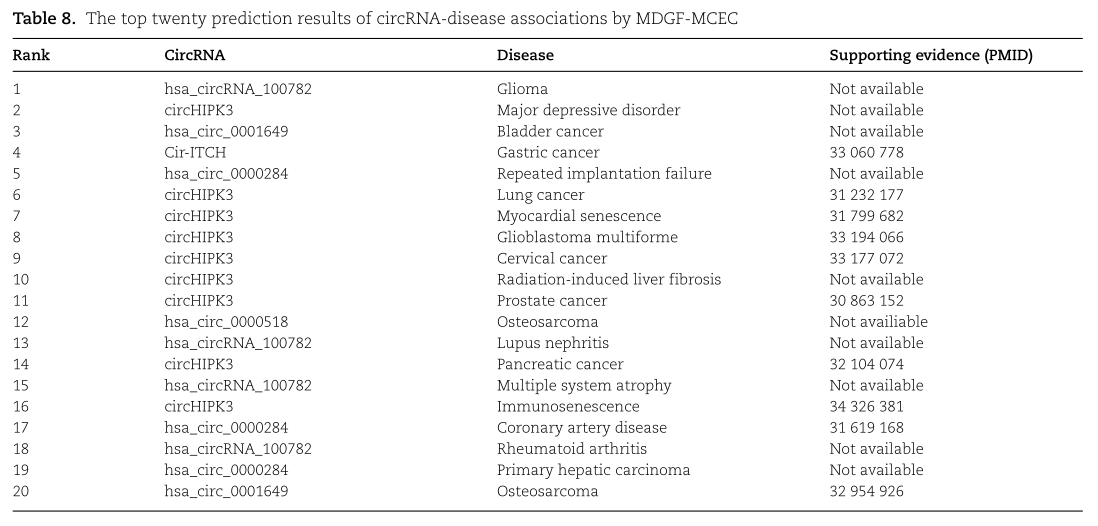 Table 8. The top twenty prediction results of circRNA-disease associations by MDGF-MCEC
Rank CircRNA Disease Supporting evidence (PMID)
1 hsa_circRNA_100782 Glioma Not available
2 circHIPK3 Major depressive disorder Not available
3 hsa_circ_0001649 Bladder cancer Not available
4 Cir-ITCH Gastric cancer 33 060 778
5 hsa_circ_0000284 Repeated implantation failure Not available
6 circHIPK3 Lung cancer 31 232 177
7 circHIPK3 Myocardial senescence 31 799 682
8 circHIPK3 Glioblastoma multiforme 33 194 066
9 circHIPK3 Cervical cancer 33 177 072
10 circHIPK3 Radiation-induced liver fibrosis Not available
11 circHIPK3 Prostate cancer 30 863 152
12 hsa_circ_0000518 Osteosarcoma Not availiable
13 hsa_circRNA_100782 Lupus nephritis Not available
14 circHIPK3 Pancreatic cancer 32 104 074
15 hsa_circRNA_100782 Multiple system atrophy Not available
16 circHIPK3 Immunosenescence 34 326 381
17 hsa_circ_0000284 Coronary artery disease 31 619 168
18 hsa_circRNA_100782 Rheumatoid arthritis Not available
19 hsa_circ_0000284 Primary hepatic carcinoma Not available
20 hsa_circ_0001649 Osteosarcoma 32 954 926